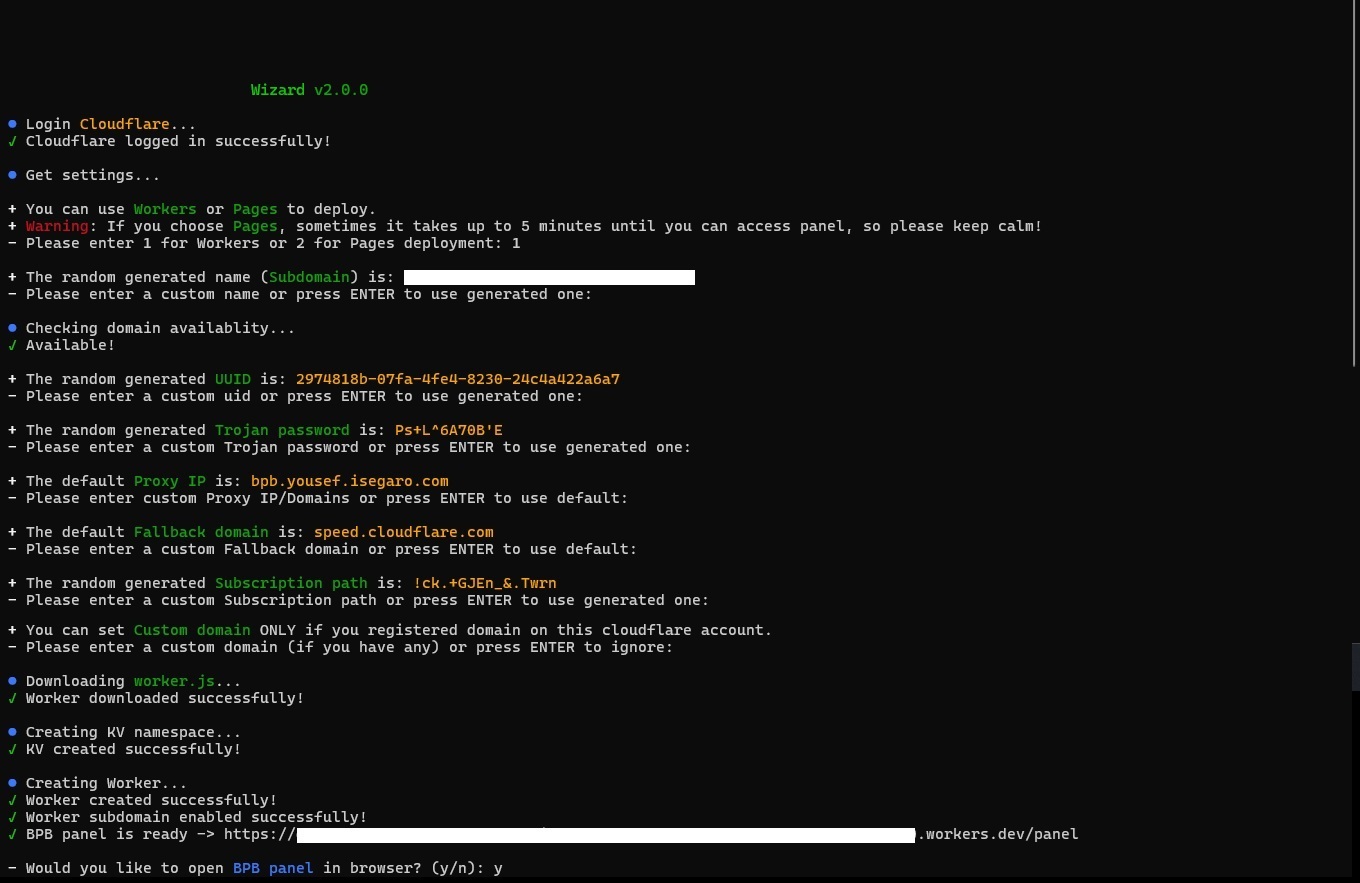 Wizard v2.0.0
● Login Cloudflare...
✓ Cloudflare logged in successfully!
● Get settings...
+ You can use Workers or Pages to deploy.
+ Warning: If you choose Pages, sometimes it takes up to 5 minutes until you can access panel, so please keep calm!
- Please enter 1 for Workers or 2 for Pages deployment: 1
+ The random generated name (Subdomain) is:
- Please enter a custom name or press ENTER to use generated one:
● Checking domain availablity...
✓ Available!
+ The random generated UUID is: 2974818b-07fa-4fe4-8230-24c4a422a6a7
- Please enter a custom uid or press ENTER to use generated one:
+ The random generated Trojan password is: Ps+L^6A70B'E
- Please enter a custom Trojan password or press ENTER to use generated one:
+ The default Proxy IP is: bpb.yousef.isegaro.com
- Please enter custom Proxy IP/Domains or press ENTER to use default:
+ The default Fallback domain is: speed.cloudflare.com
- Please enter a custom Fallback domain or press ENTER to use default:
+ The random generated Subscription path is: !ck.+GJEn_&.Twrn
- Please enter a custom Subscription path or press ENTER to use generated one:
+ You can set Custom domain ONLY if you registered domain on this cloudflare account.
- Please enter a custom domain (if you have any) or press ENTER to ignore:
● Downloading worker.js...
✓ Worker downloaded successfully!
● Creating KV namespace...
✓ KV created successfully!
● Creating Worker...
✓ Worker created successfully!
✓ Worker subdomain enabled successfully!
✓ BPB panel is ready -> https:// .workers.dev/panel
- Would you like to open BPB panel in browser? (y/n): y